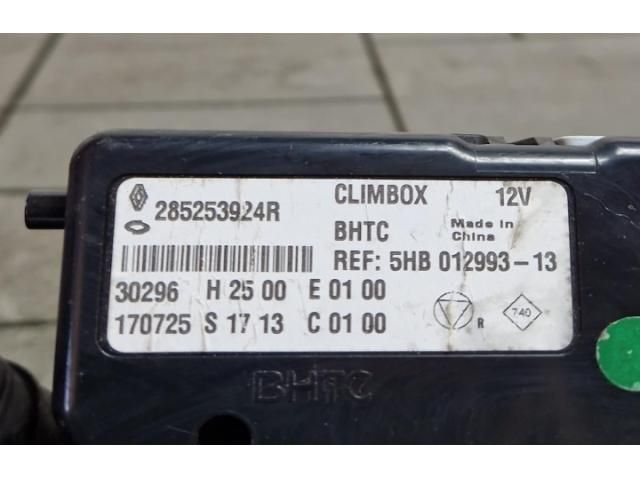 285253924R CLIMBOX 12V
BHTC Made in China
REF: 5HB 012993-13
30296 H 25 00 E 01 00
170725 S 17 13 C 01 00
R 740
BHTC